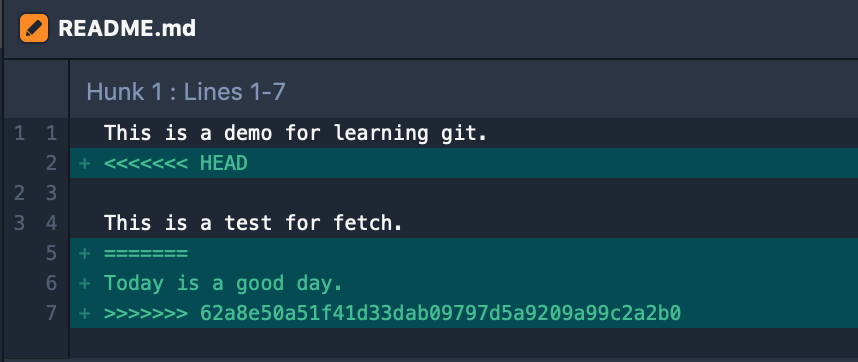 README.md
Hunk 1 : Lines 1-7
1 1 This is a demo for learning git.
2 + <<<<<<< HEAD
2 3
3 4 This is a test for fetch.
5 + =======
6 + Today is a good day.
7 + >>>>>>> 62a8e50a51f41d33dab09797d5a9209a99c2a2b0